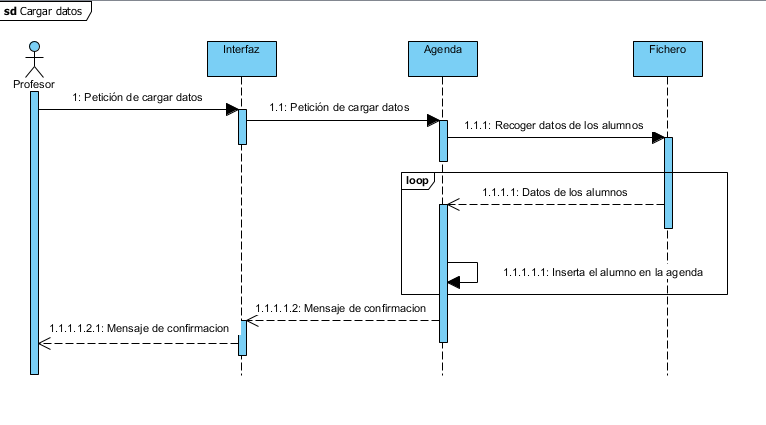 sd Cargar datos
Interfaz
Agenda
Fichero
Profesor
1: Petición de cargar datos
1.1: Petición de cargar datos
1.1.1: Recoger datos de los alumnos
loop
1.1.1.1: Datos de los alumnos
1.1.1.1.1: Inserta el alumno en la agenda
1.1.1.1.2: Mensaje de confirmacion
1.1.1.1.2.1: Mensaje de confirmacion